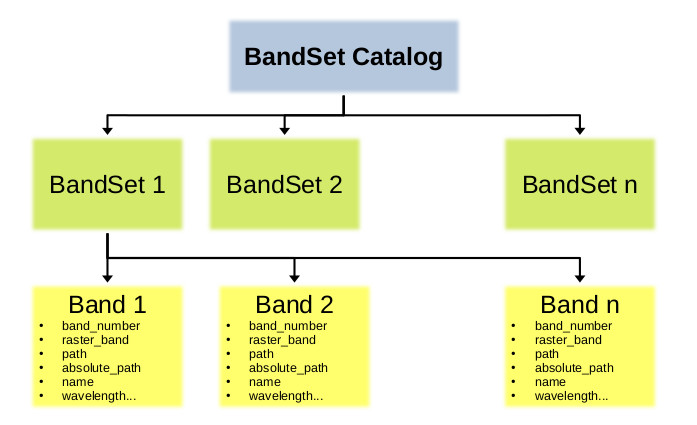 BandSet Catalog
BandSet 1
BandSet 2
BandSet n
Band 1
• band_number
• raster_band
• path
• absolute_path
• name
• wavelength...
Band 2
• band_number
• raster_band
• path
• absolute_path
• name
• wavelength...
Band n
• band_number
• raster_band
• path
• absolute_path
• name
• wavelength...